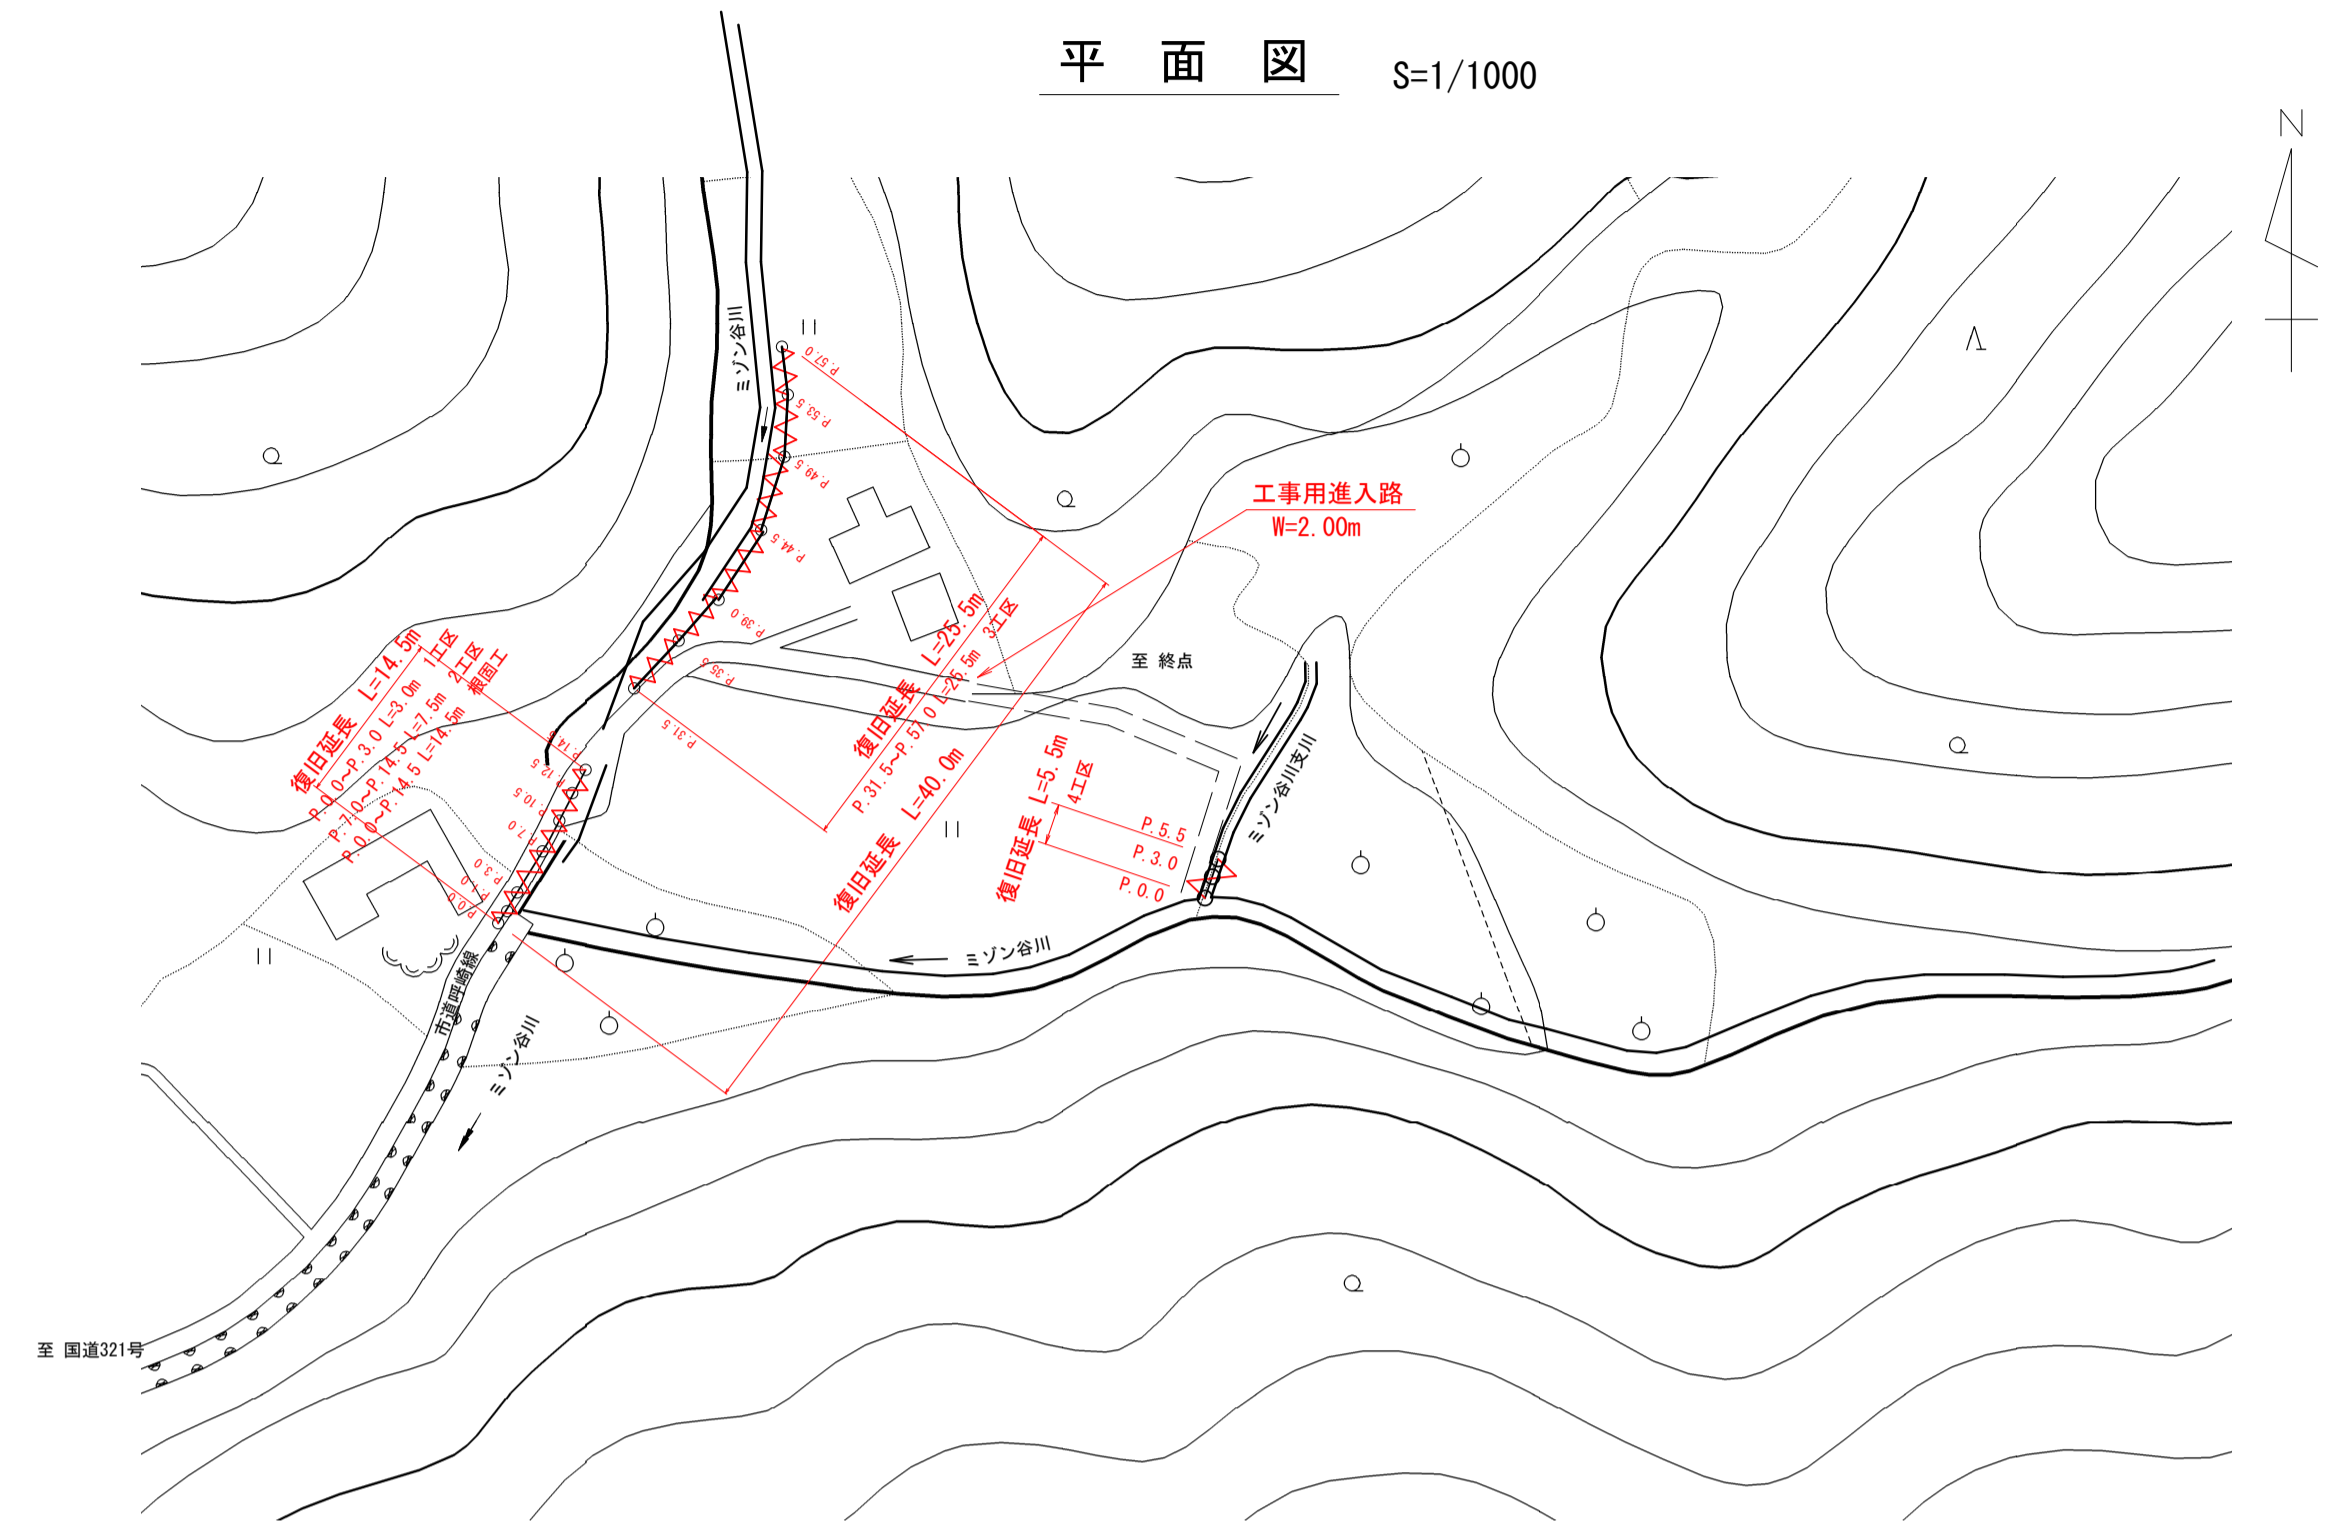 平 面 図 S=1/1000
N
ミゾン谷川
P.57.0
P.53.5
P.49.5
P.44.5
P.39.0
P.35.5
P.31.5
工事用進入路
W=2.00m
復旧延長 L=25.5m
P.31.5～P.57.0 L=25.5m 3工区
復旧延長 L=40.0m
復旧延長 L=14.5m
P.0.0～P.3.0 L=3.0m 1工区
P.7.0～P.14.5 L=7.5m 2工区
P.0.0～P.14.5 L=14.5m 根固工
P.14.5
P.12.5
P.10.5
P.7.0
P.3.0
P.1.0
P.0.0
至 終点
復旧延長 L=5.5m
4工区
P.5.5
P.3.0
P.0.0
ミゾン谷川支川
ミゾン谷川
市道呼崎線
ミゾン谷川
至 国道321号